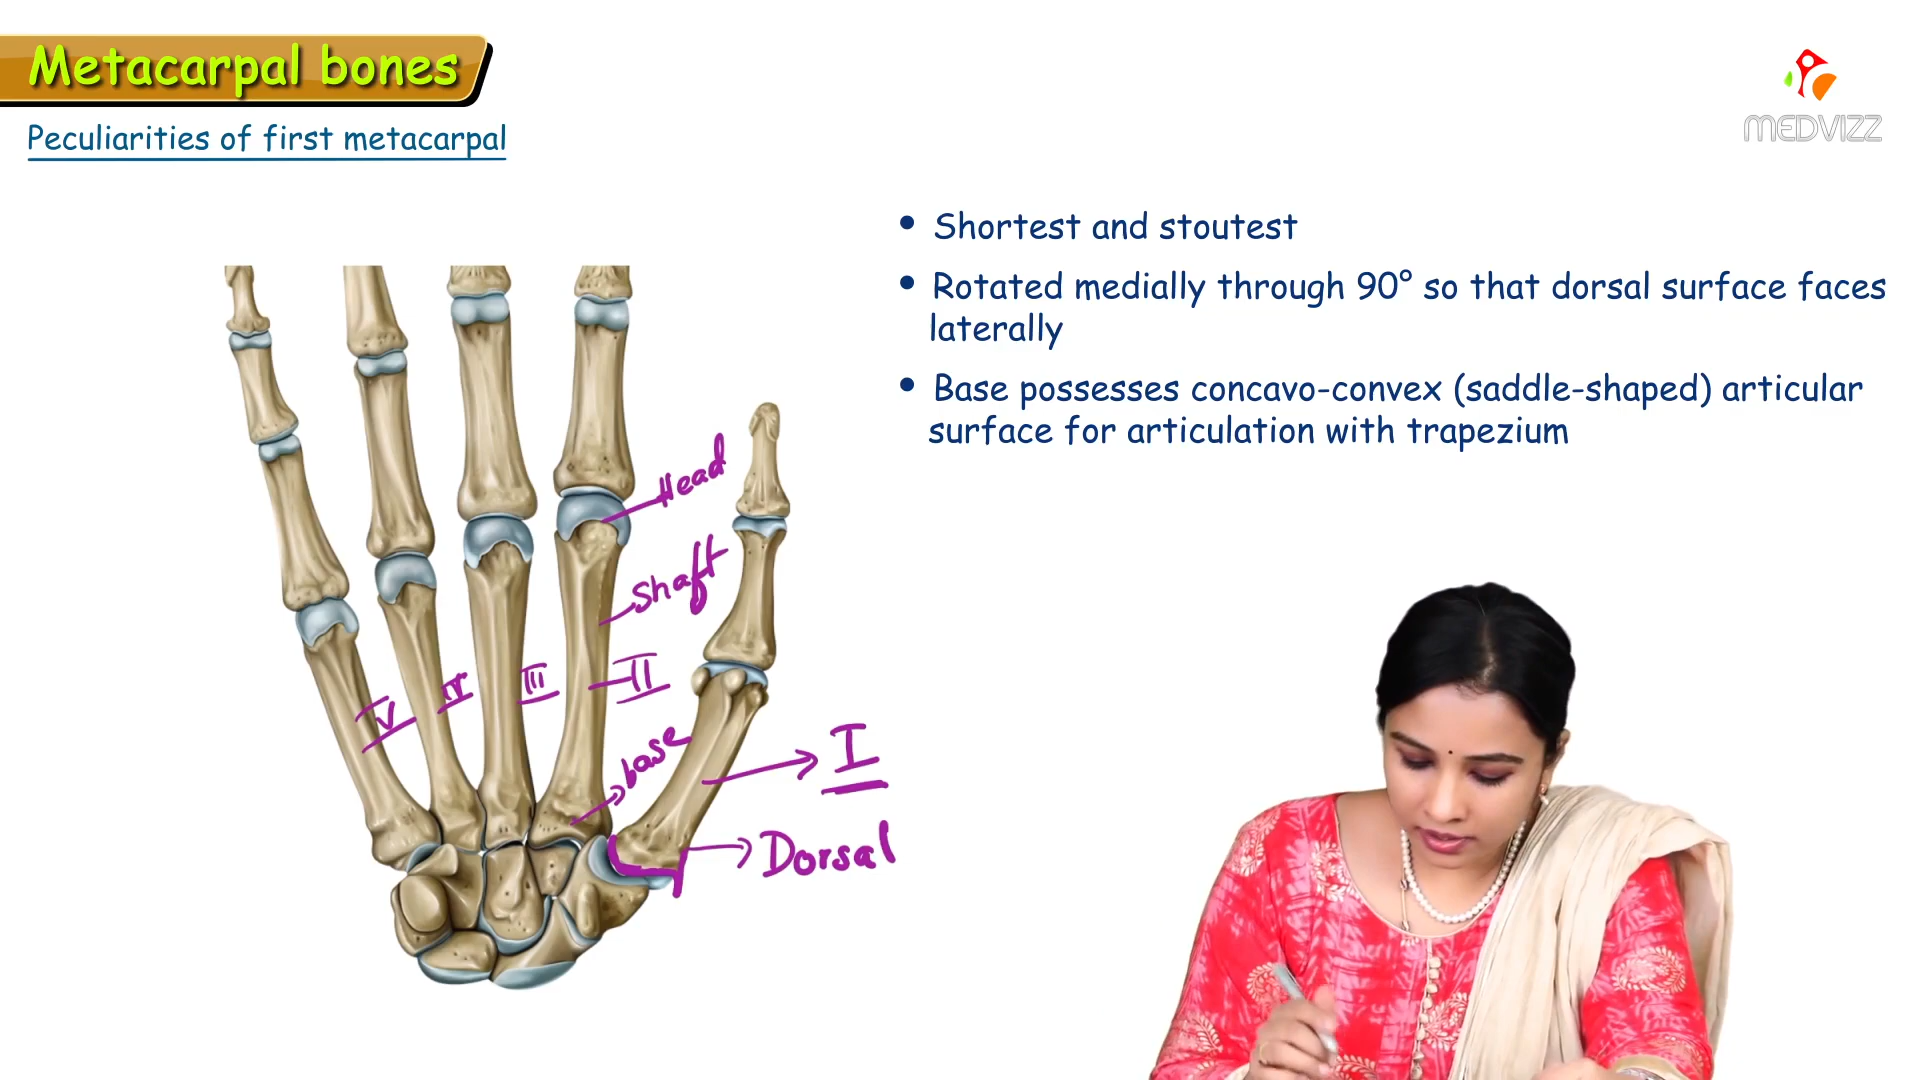 Metacarpal bones
Peculiarities of first metacarpal
MEDVIZZ
• Shortest and stoutest
• Rotated medially through 90° so that dorsal surface faces
laterally
• Base possesses concavo-convex (saddle-shaped) articular
surface for articulation with trapezium
Head
Shaft
V
IV
III
II
base
I
Dorsal